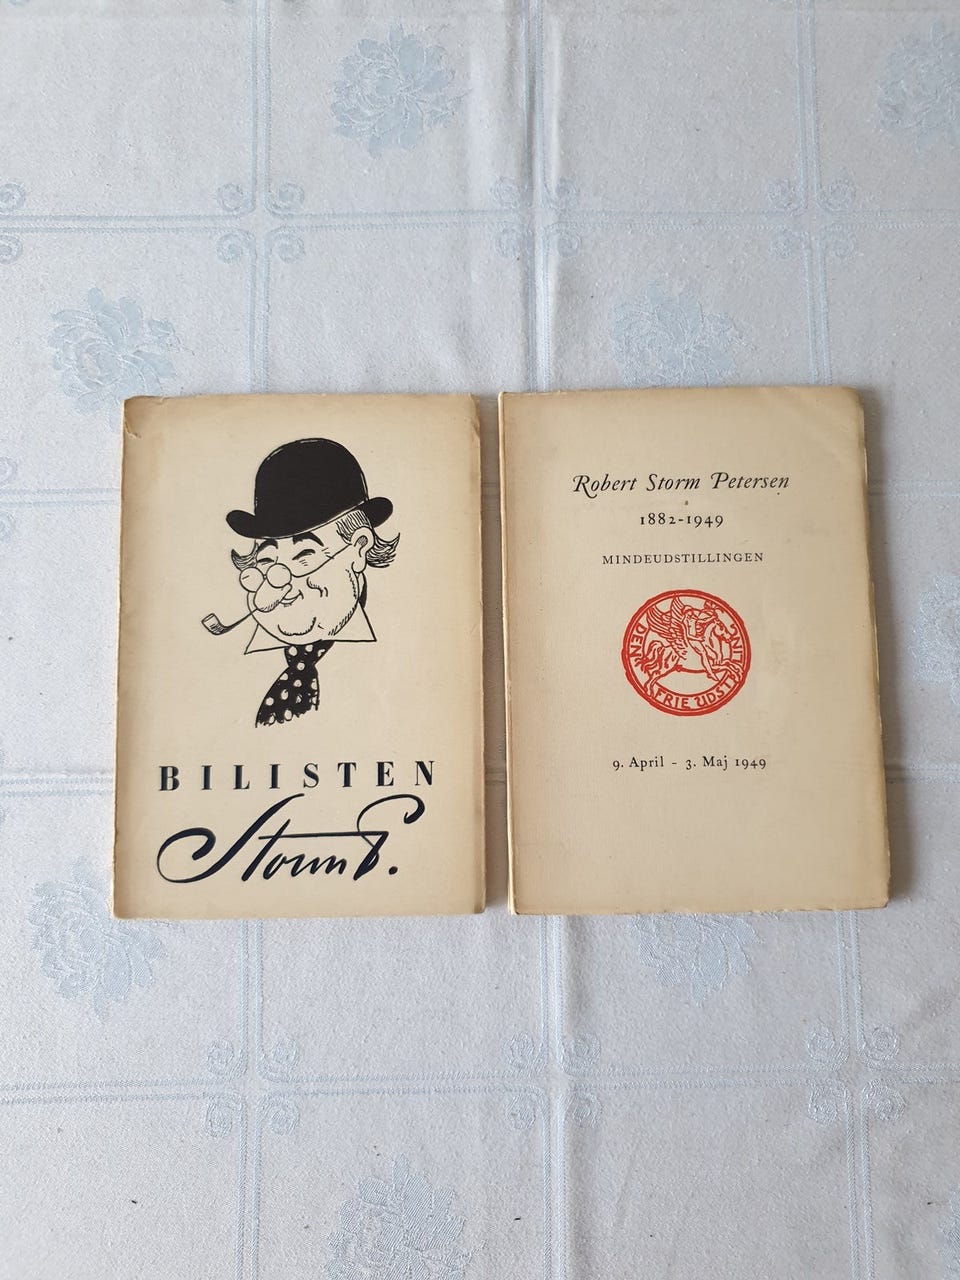 BILISTEN
Storm P.
Robert Storm Petersen
1882-1949
MINDEUDSTILLINGEN
DEN FRIE UDSTILLING
9. April - 3. Maj 1949